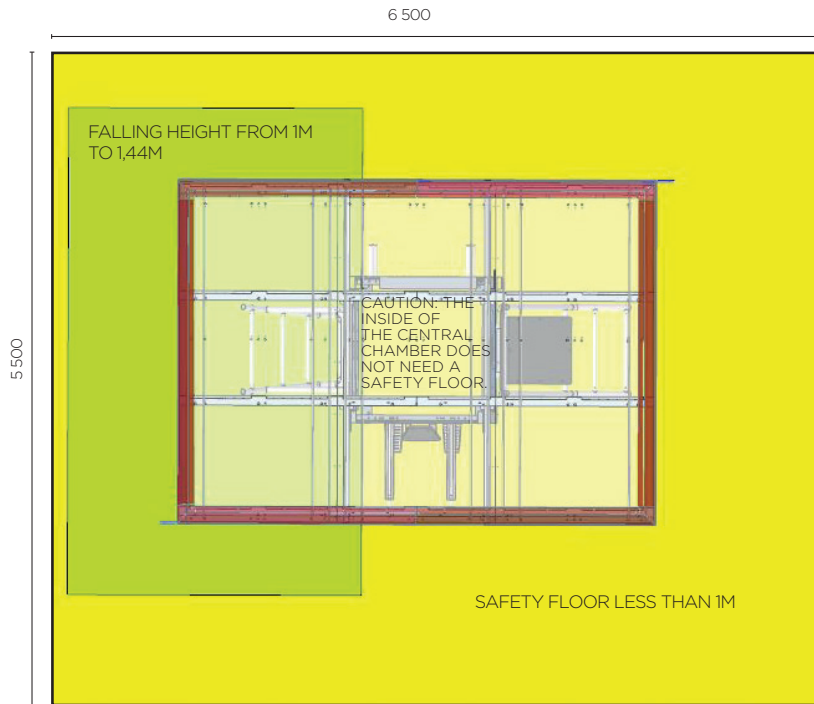 6 500
FALLING HEIGHT FROM 1M
TO 1,44M
CAUTION: THE
INSIDE OF
THE CENTRAL
CHAMBER DOES
NOT NEED A
SAFETY FLOOR.
5 500
SAFETY FLOOR LESS THAN 1M